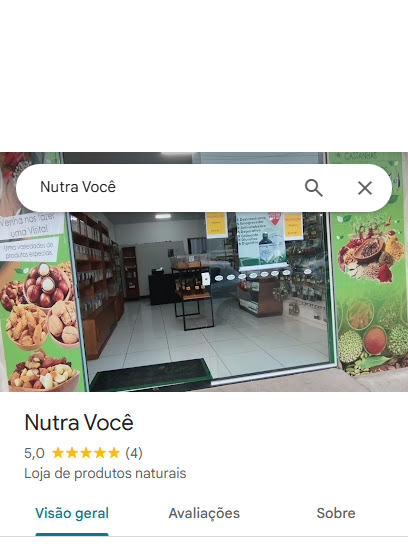 CASTANHAS
Nutra Você
Venha nos fazer
uma Visita!
Uma variedades de
produtos especiais.
Nutra Você
5,0 (4)
Loja de produtos naturais
Visão geral Avaliações Sobre